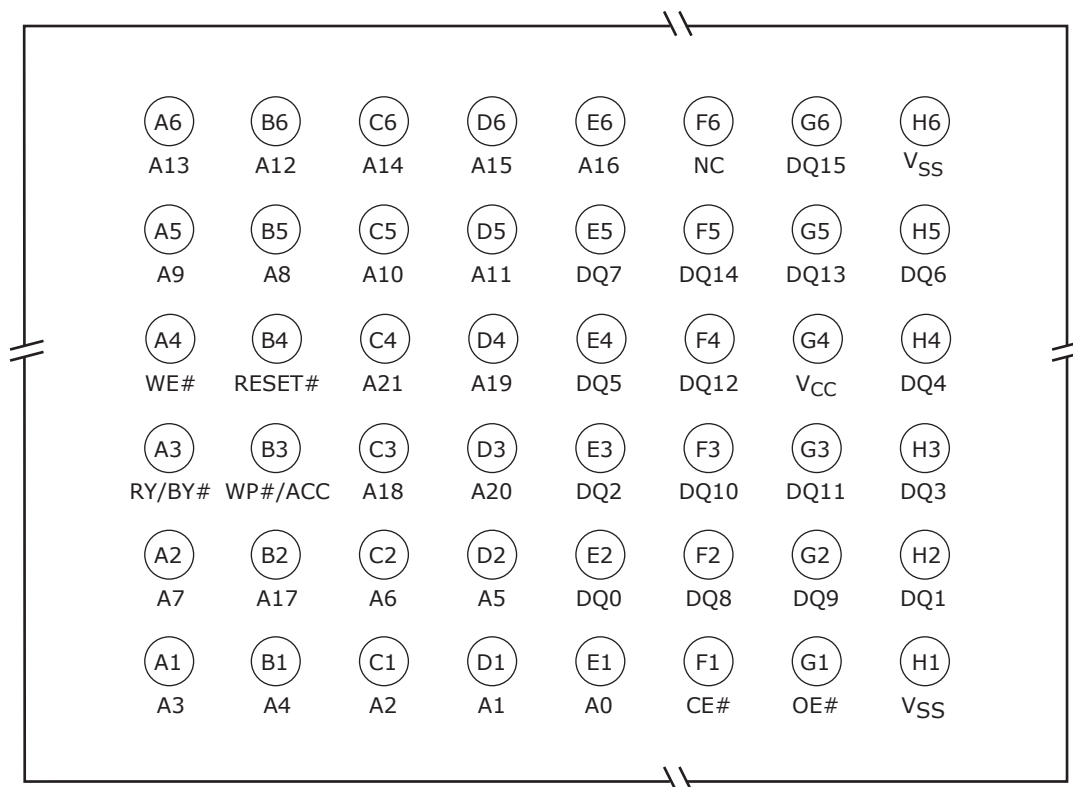 A6 B6 C6 D6 E6 F6 G6 H6
A13 A12 A14 A15 A16 NC DQ15 VSS
A5 B5 C5 D5 E5 F5 G5 H5
A9 A8 A10 A11 DQ7 DQ14 DQ13 DQ6
A4 B4 C4 D4 E4 F4 G4 H4
WE# RESET# A21 A19 DQ5 DQ12 VCC DQ4
A3 B3 C3 D3 E3 F3 G3 H3
RY/BY# WP#/ACC A18 A20 DQ2 DQ10 DQ11 DQ3
A2 B2 C2 D2 E2 F2 G2 H2
A7 A17 A6 A5 DQ0 DQ8 DQ9 DQ1
A1 B1 C1 D1 E1 F1 G1 H1
A3 A4 A2 A1 A0 CE# OE# VSS